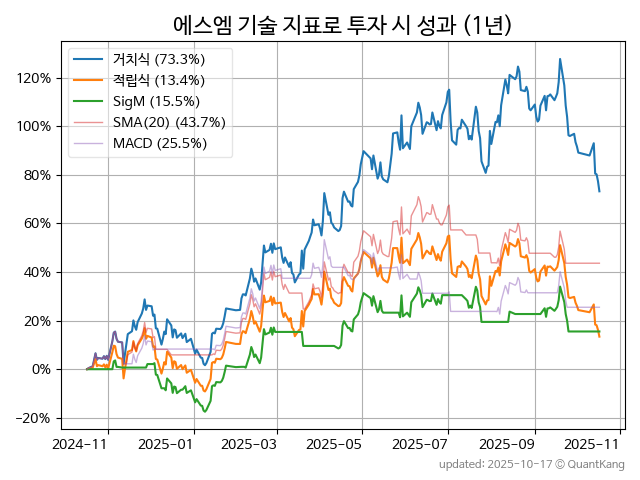 에스엠 기술 지표로 투자 시 성과 (1년)
거치식 (73.3%)
적립식 (13.4%)
SigM (15.5%)
SMA(20) (43.7%)
MACD (25.5%)
120%
100%
80%
60%
40%
20%
0%
−20%
2024-11
2025-01
2025-03
2025-05
2025-07
2025-09
2025-11
updated: 2025-10-17 © QuantKang